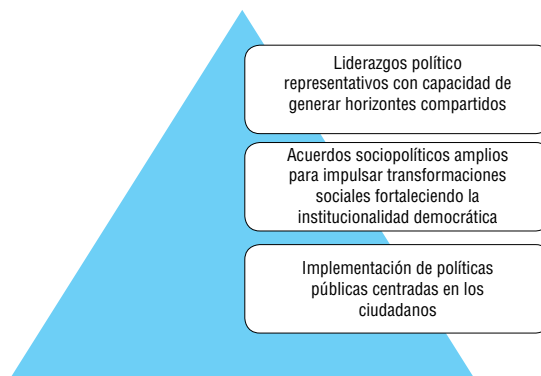 Liderazgos político
representativos con capacidad de
generar horizontes compartidos
Acuerdos sociopolíticos amplios
para impulsar transformaciones
sociales fortaleciendo la
institucionalidad democrática
Implementación de políticas
públicas centradas en los
ciudadanos